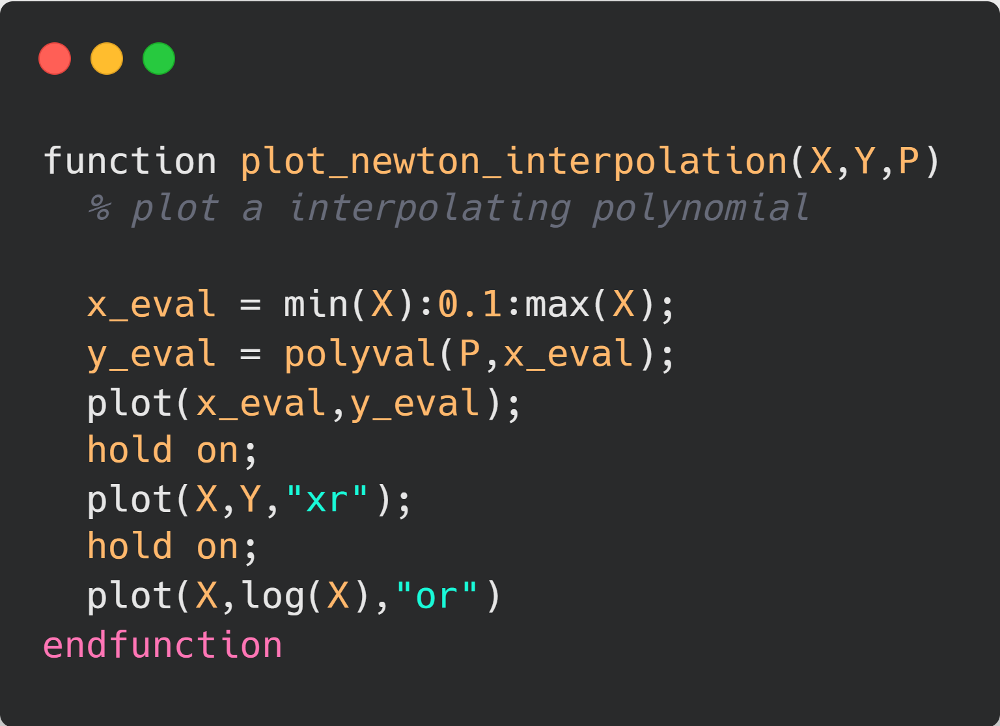 function plot_newton_interpolation(X,Y,P)
  % plot a interpolating polynomial

  x_eval = min(X):0.1:max(X);
  y_eval = polyval(P,x_eval);
  plot(x_eval,y_eval);
  hold on;
  plot(X,Y,"xr");
  hold on;
  plot(X,log(X),"or")
endfunction